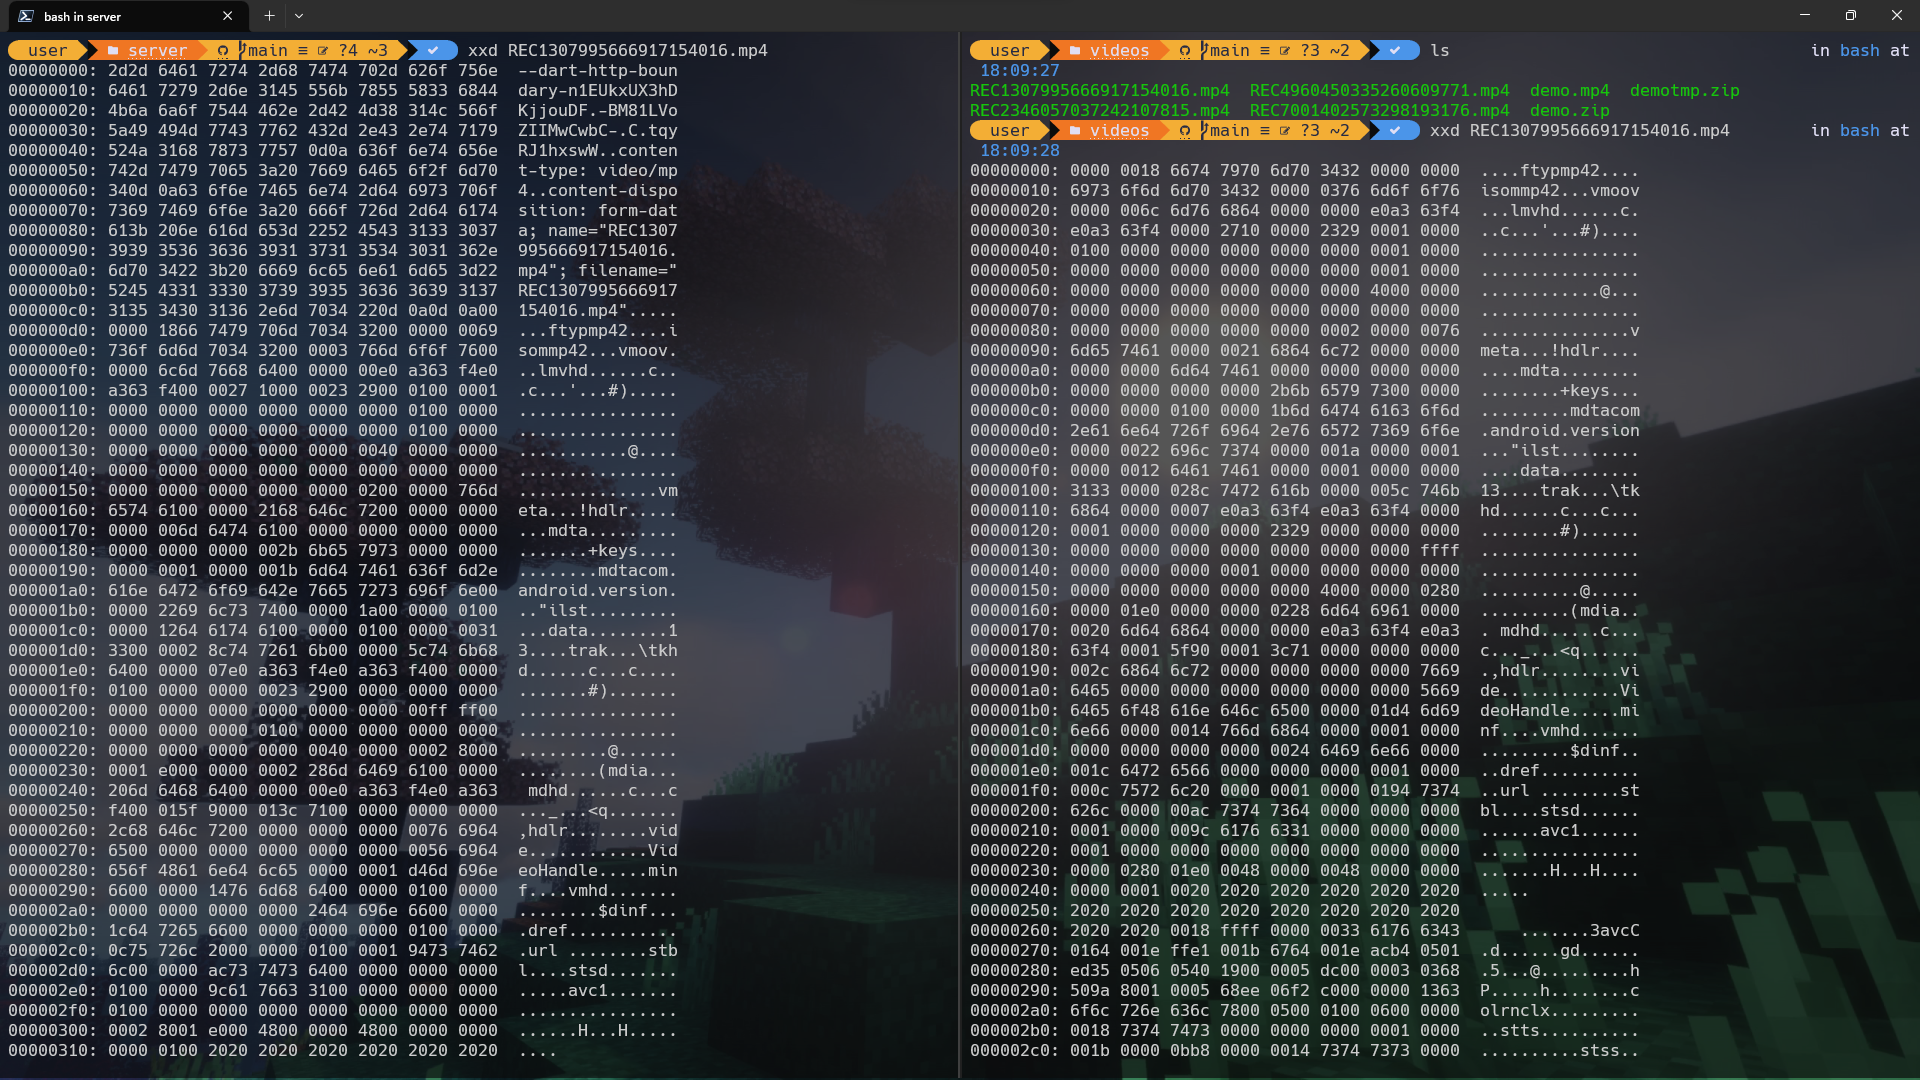 bash in server
user server main ≡ ?4 ~3 xxd REC1307995666917154016.mp4
00000000: 2d2d 6461 7274 2d68 7474 702d 626f 756e --dart-http-boun
00000010: 6461 7279 2d6e 3145 556b 7855 5833 6844 dary-n1EUkxUX3hD
00000020: 4b6a 6a6f 7544 462e 2d42 4d38 314c 566f KjjouDF.-BM81LVo
00000030: 5a49 494d 7743 7762 432d 2e43 2e74 7179 ZIIMwCwbC-.C.tqy
00000040: 524a 3168 7873 7757 0d0a 636f 6e74 656e RJ1hxswW..conten
00000050: 742d 7479 7065 3a20 7669 6465 6f2f 6d70 t-type: video/mp
00000060: 340d 0a63 6f6e 7465 6e74 2d64 6973 706f 4..content-dispo
00000070: 7369 7469 6f6e 3a20 666f 726d 2d64 6174 sition: form-dat
00000080: 613b 206e 616d 653d 2252 4543 3133 3037 a; name="REC1307
00000090: 3939 3536 3636 3931 3731 3534 3031 362e 995666917154016.
000000a0: 6d70 3422 3b20 6669 6c65 6e61 6d65 3d22 mp4"; filename="
000000b0: 5245 4331 3330 3739 3935 3636 3639 3137 REC1307995666917
000000c0: 3135 3430 3136 2e6d 7034 220d 0a0d 0a00 154016.mp4".....
000000d0: 0000 1866 7479 706d 7034 3200 0000 0069 ...ftypmp42....i
000000e0: 736f 6d6d 7034 3200 0003 766d 6f6f 7600 sommp42...vmoov.
000000f0: 0000 6c6d 7668 6400 0000 00e0 a363 f4e0 ..lmvhd......c..
00000100: a363 f400 0027 1000 0023 2900 0100 0001 .c...'...#).....
00000110: 0000 0000 0000 0000 0000 0000 0100 0000 ................
00000120: 0000 0000 0000 0000 0000 0000 0100 0000 ................
00000130: 0000 0000 0000 0000 0000 0040 0000 0000 ...........@....
00000140: 0000 0000 0000 0000 0000 0000 0000 0000 ................
00000150: 0000 0000 0000 0000 0000 0200 0000 766d ..............vm
00000160: 6574 6100 0000 2168 646c 7200 0000 0000 eta...!hdlr.....
00000170: 0000 006d 6474 6100 0000 0000 0000 0000 ...mdta.........
00000180: 0000 0000 0000 002b 6b65 7973 0000 0000 .......+keys....
00000190: 0000 0001 0000 001b 6d64 7461 636f 6d2e ........mdtacom.
000001a0: 616e 6472 6f69 642e 7665 7273 696f 6e00 android.version.
000001b0: 0000 2269 6c73 7400 0000 1a00 0000 0100 .."ilst.........
000001c0: 0000 1264 6174 6100 0000 0100 0000 0031 ...data........1
000001d0: 3300 0002 8c74 7261 6b00 0000 5c74 6b68 3....trak...\tkh
000001e0: 6400 0000 07e0 a363 f4e0 a363 f400 0000 d......c...c....
000001f0: 0100 0000 0000 0023 2900 0000 0000 0000 .......#).......
00000200: 0000 0000 0000 0000 0000 0000 00ff ff00 ................
00000210: 0000 0000 0000 0100 0000 0000 0000 0000 ................
00000220: 0000 0000 0000 0000 0040 0000 0002 8000 .........@......
00000230: 0001 e000 0000 0002 286d 6469 6100 0000 ........(mdia...
00000240: 206d 6468 6400 0000 00e0 a363 f4e0 a363  mdhd......c...c
00000250: f400 015f 9000 013c 7100 0000 0000 0000 ..._...<q.......
00000260: 2c68 646c 7200 0000 0000 0000 0076 6964 ,hdlr........vid
00000270: 6500 0000 0000 0000 0000 0000 0056 6964 e............Vid
00000280: 656f 4861 6e64 6c65 0000 0001 d46d 696e eoHandle.....min
00000290: 6600 0000 1476 6d68 6400 0000 0100 0000 f....vmhd.......
000002a0: 0000 0000 0000 0000 2464 696e 6600 0000 ........$dinf...
000002b0: 1c64 7265 6600 0000 0000 0000 0100 0000 .dref...........
000002c0: 0c75 726c 2000 0000 0100 0001 9473 7462 .url ........stb
000002d0: 6c00 0000 ac73 7473 6400 0000 0000 0000 l....stsd.......
000002e0: 0100 0000 9c61 7663 3100 0000 0000 0000 .....avc1.......
000002f0: 0100 0000 0000 0000 0000 0000 0000 0000 ................
00000300: 0002 8001 e000 4800 0000 4800 0000 0000 ......H...H.....
00000310: 0000 0100 2020 2020 2020 2020 2020 2020 ....
user videos main ≡ ?3 ~2 ls in bash at
18:09:27
REC1307995666917154016.mp4 REC4960450335260609771.mp4 demo.mp4 demotmp.zip
REC2346057037242107815.mp4 REC7001402573298193176.mp4 demo.zip
user videos main ≡ ?3 ~2 xxd REC1307995666917154016.mp4 in bash at
18:09:28
00000000: 0000 0018 6674 7970 6d70 3432 0000 0000 ....ftypmp42....
00000010: 6973 6f6d 6d70 3432 0000 0376 6d6f 6f76 isommp42...vmoov
00000020: 0000 006c 6d76 6864 0000 0000 e0a3 63f4 ...lmvhd......c.
00000030: e0a3 63f4 0000 2710 0000 2329 0001 0000 ..c...'...#)....
00000040: 0100 0000 0000 0000 0000 0000 0001 0000 ................
00000050: 0000 0000 0000 0000 0000 0000 0001 0000 ................
00000060: 0000 0000 0000 0000 0000 0000 4000 0000 ............@...
00000070: 0000 0000 0000 0000 0000 0000 0000 0000 ................
00000080: 0000 0000 0000 0000 0000 0002 0000 0076 ...............v
00000090: 6d65 7461 0000 0021 6864 6c72 0000 0000 meta...!hdlr....
000000a0: 0000 0000 6d64 7461 0000 0000 0000 0000 ....mdta........
000000b0: 0000 0000 0000 0000 2b6b 6579 7300 0000 ........+keys...
000000c0: 0000 0000 0100 0000 1b6d 6474 6163 6f6d .........mdtacom
000000d0: 2e61 6e64 726f 6964 2e76 6572 7369 6f6e .android.version
000000e0: 0000 0022 696c 7374 0000 001a 0000 0001 ..."ilst........
000000f0: 0000 0012 6461 7461 0000 0001 0000 0000 ....data........
00000100: 3133 0000 028c 7472 616b 0000 005c 746b 13....trak...\tk
00000110: 6864 0000 0007 e0a3 63f4 e0a3 63f4 0000 hd......c...c...
00000120: 0001 0000 0000 0000 2329 0000 0000 0000 ........#)......
00000130: 0000 0000 0000 0000 0000 0000 0000 ffff ................
00000140: 0000 0000 0000 0001 0000 0000 0000 0000 ................
00000150: 0000 0000 0000 0000 0000 4000 0000 0280 ..........@.....
00000160: 0000 01e0 0000 0000 0228 6d64 6961 0000 .........(mdia..
00000170: 0020 6d64 6864 0000 0000 e0a3 63f4 e0a3 . mdhd......c...
00000180: 63f4 0001 5f90 0001 3c71 0000 0000 0000 c..._...<q......
00000190: 002c 6864 6c72 0000 0000 0000 0000 7669 .,hdlr........vi
000001a0: 6465 0000 0000 0000 0000 0000 0000 5669 de............Vi
000001b0: 6465 6f48 616e 646c 6500 0000 01d4 6d69 deoHandle.....mi
000001c0: 6e66 0000 0014 766d 6864 0000 0001 0000 nf....vmhd......
000001d0: 0000 0000 0000 0000 0024 6469 6e66 0000 .........$dinf..
000001e0: 001c 6472 6566 0000 0000 0000 0001 0000 ..dref..........
000001f0: 000c 7572 6c20 0000 0001 0000 0194 7374 ..url ........st
00000200: 626c 0000 00ac 7374 7364 0000 0000 0000 bl....stsd......
00000210: 0001 0000 009c 6176 6331 0000 0000 0000 ......avc1......
00000220: 0001 0000 0000 0000 0000 0000 0000 0000 ................
00000230: 0000 0280 01e0 0048 0000 0048 0000 0000 .......H...H....
00000240: 0000 0001 0020 2020 2020 2020 2020 2020 .....
00000250: 2020 2020 2020 2020 2020 2020 2020 2020
00000260: 2020 2020 0018 ffff 0000 0033 6176 6343 .......3avcC
00000270: 0164 001e ffe1 001b 6764 001e acb4 0501 .d......gd......
00000280: ed35 0506 0540 1900 0005 dc00 0003 0368 .5...@.........h
00000290: 509a 8001 0005 68ee 06f2 c000 0000 1363 P.....h........c
000002a0: 6f6c 726e 636c 7800 0500 0100 0600 0000 olrnclx.........
000002b0: 0018 7374 7473 0000 0000 0000 0001 0000 ..stts..........
000002c0: 001b 0000 0bb8 0000 0014 7374 7373 0000 ..........stss..